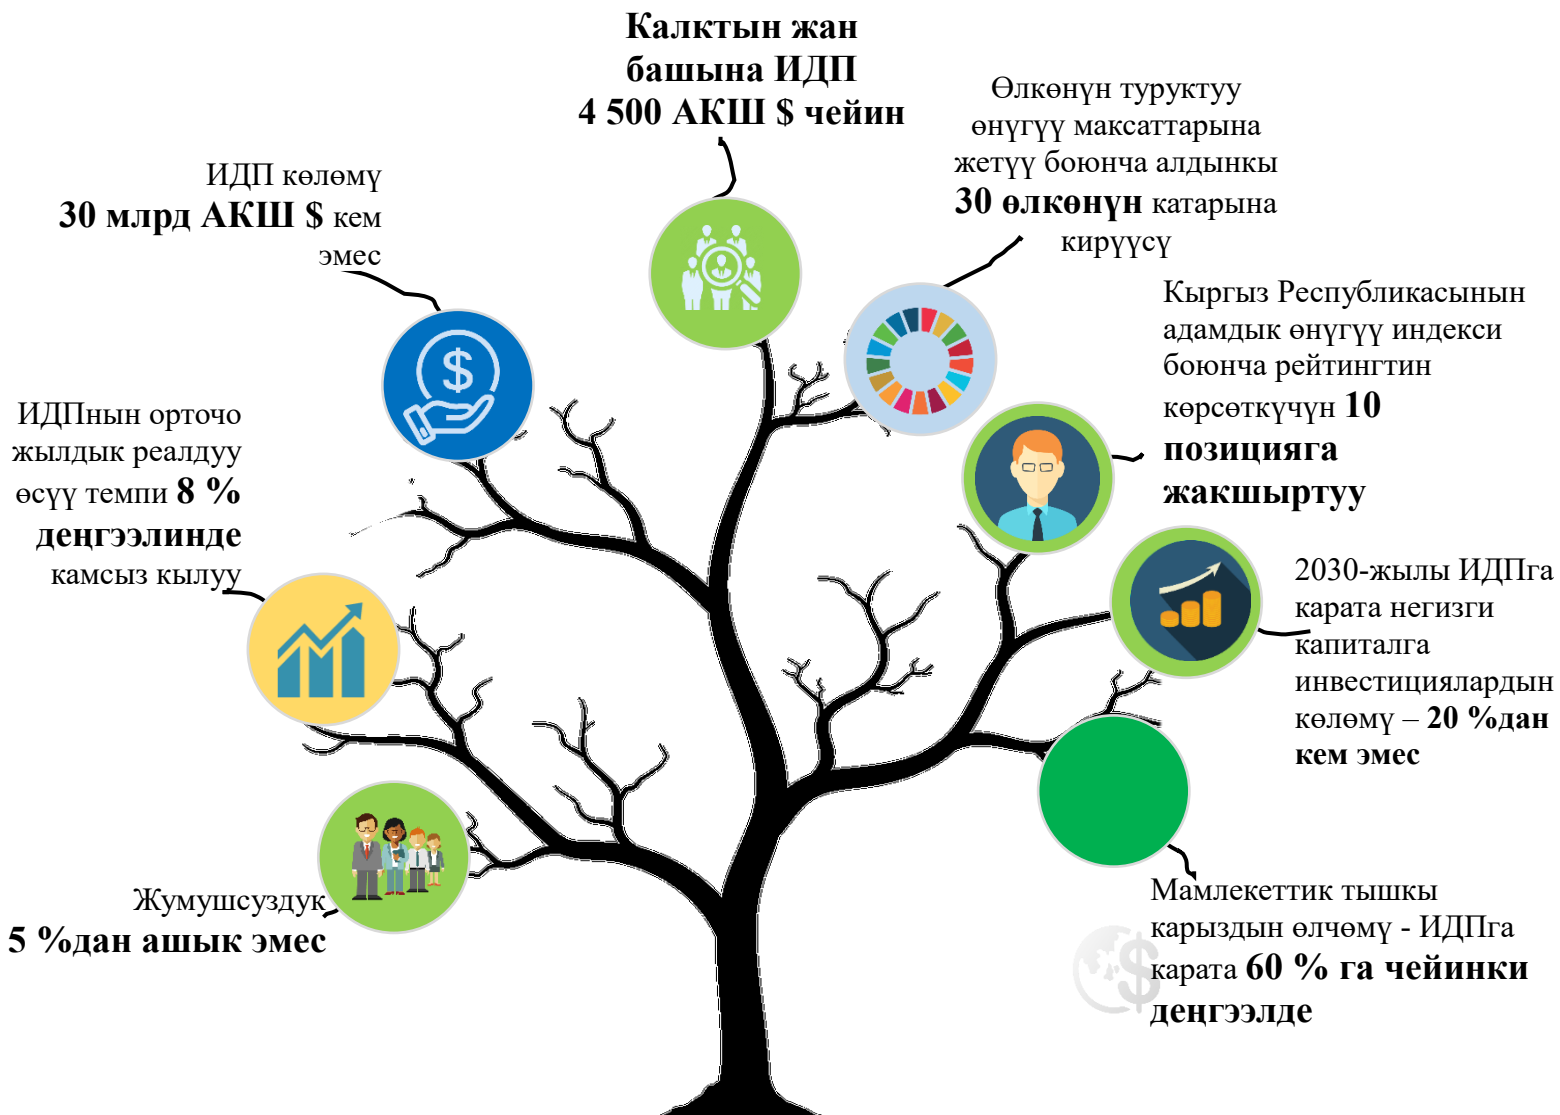 Калктын жан
башына ИДП
4 500 АКШ $ чейин
ИДП көлөмү
30 млрд АКШ $ кем
эмес
Өлкөнүн туруктуу
өнүгүү максаттарына
жетүү боюнча алдынкы
30 өлкөнүн катарына
кирүүсү
Кыргыз Республикасынын
адамдык өнүгүү индекси
боюнча рейтингтин
көрсөткүчүн 10
позицияга
жакшыртуу
ИДПнын орточо
жылдык реалдуу
өсүү темпи 8 %
деңгээлинде
камсыз кылуу
2030-жылы ИДПга
карата негизги
капиталга
инвестициялардын
көлөмү – 20 %дан
кем эмес
Жумушсуздук
5 %дан ашык эмес
Мамлекеттик тышкы
карыздын өлчөмү - ИДПга
карата 60 % га чейинки
деңгээлде